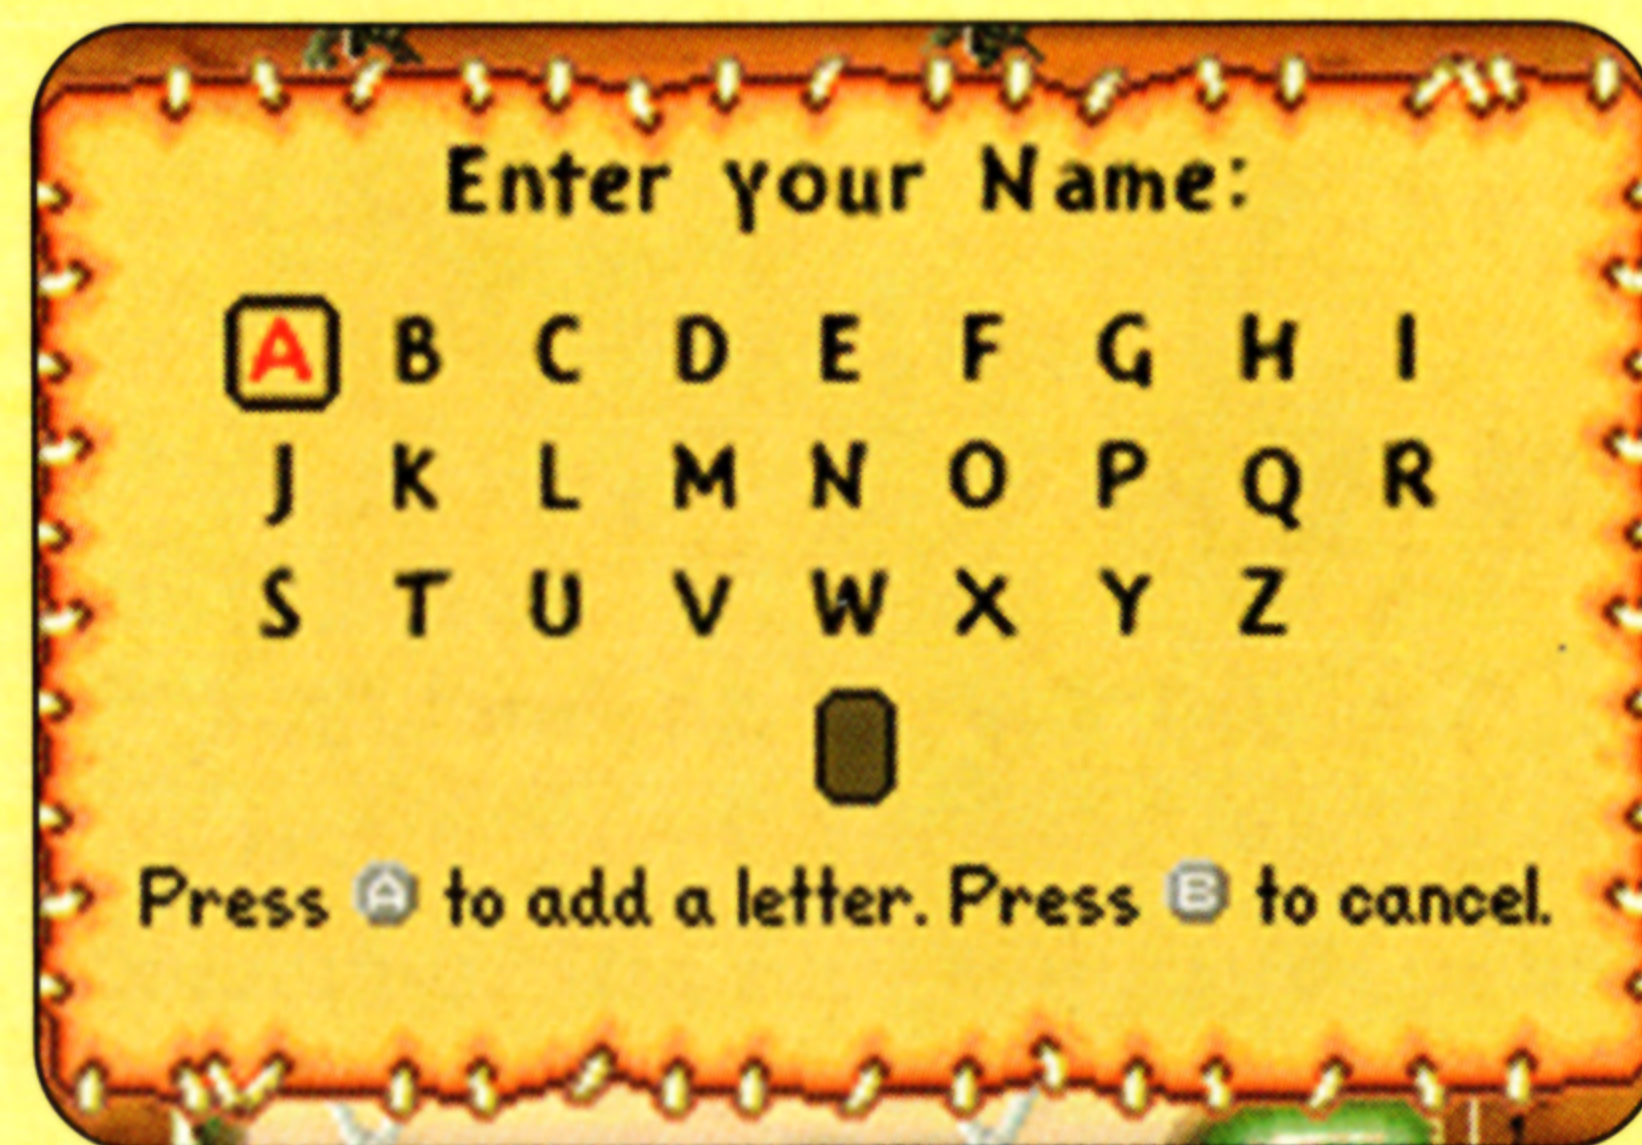 Enter your Name:
A B C D E F G H I
J K L M N O P Q R
S T U V W X Y Z
Press A to add a letter. Press B to cancel.